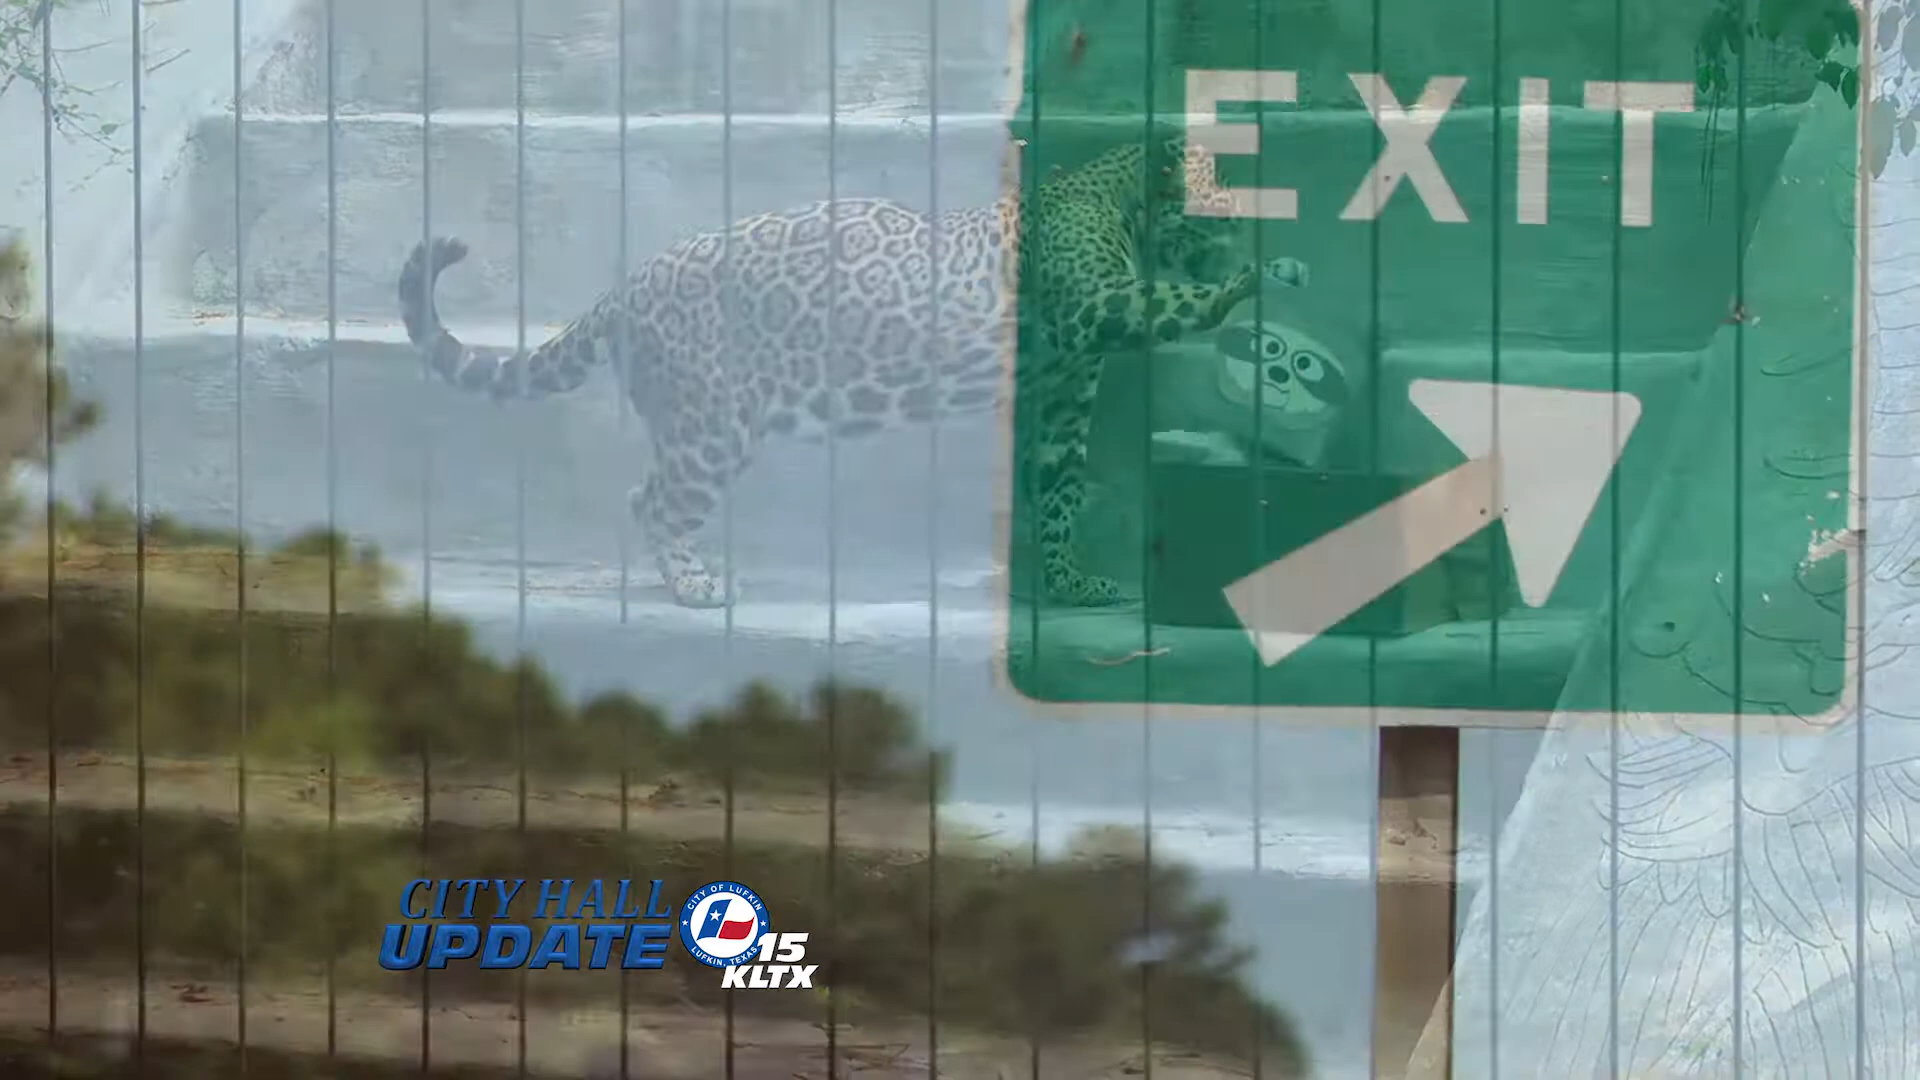 EXIT
CITY HALL
UPDATE
CITY OF LUFKIN
LUFKIN, TEXAS
15
KLTX